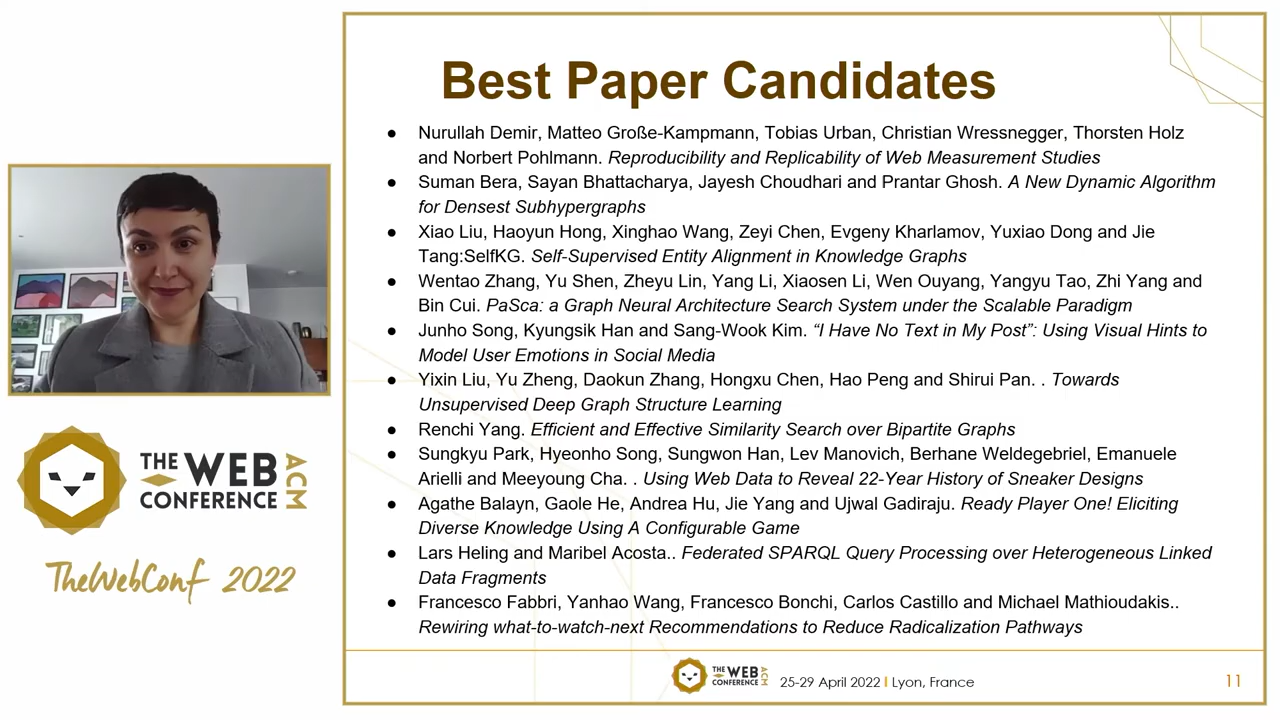 Best Paper Candidates
● Nurullah Demir, Matteo Große-Kampmann, Tobias Urban, Christian Wressnegger, Thorsten Holz
and Norbert Pohlmann. Reproducibility and Replicability of Web Measurement Studies
● Suman Bera, Sayan Bhattacharya, Jayesh Choudhari and Prantar Ghosh. A New Dynamic Algorithm
for Densest Subhypergraphs
● Xiao Liu, Haoyun Hong, Xinghao Wang, Zeyi Chen, Evgeny Kharlamov, Yuxiao Dong and Jie
Tang:SelfKG. Self-Supervised Entity Alignment in Knowledge Graphs
● Wentao Zhang, Yu Shen, Zheyu Lin, Yang Li, Xiaosen Li, Wen Ouyang, Yangyu Tao, Zhi Yang and
Bin Cui. PaSca: a Graph Neural Architecture Search System under the Scalable Paradigm
● Junho Song, Kyungsik Han and Sang-Wook Kim. “I Have No Text in My Post”: Using Visual Hints to
Model User Emotions in Social Media
● Yixin Liu, Yu Zheng, Daokun Zhang, Hongxu Chen, Hao Peng and Shirui Pan. . Towards
Unsupervised Deep Graph Structure Learning
● Renchi Yang. Efficient and Effective Similarity Search over Bipartite Graphs
● Sungkyu Park, Hyeonho Song, Sungwon Han, Lev Manovich, Berhane Weldegebriel, Emanuele
Arielli and Meeyoung Cha. . Using Web Data to Reveal 22-Year History of Sneaker Designs
● Agathe Balayn, Gaole He, Andrea Hu, Jie Yang and Ujwal Gadiraju. Ready Player One! Eliciting
Diverse Knowledge Using A Configurable Game
● Lars Heling and Maribel Acosta.. Federated SPARQL Query Processing over Heterogeneous Linked
Data Fragments
● Francesco Fabbri, Yanhao Wang, Francesco Bonchi, Carlos Castillo and Michael Mathioudakis..
Rewiring what-to-watch-next Recommendations to Reduce Radicalization Pathways
THE WEB
CONFERENCE
ACM
TheWebConf 2022
THE WEB
CONFERENCE
ACM
25-29 April 2022 | Lyon, France
11